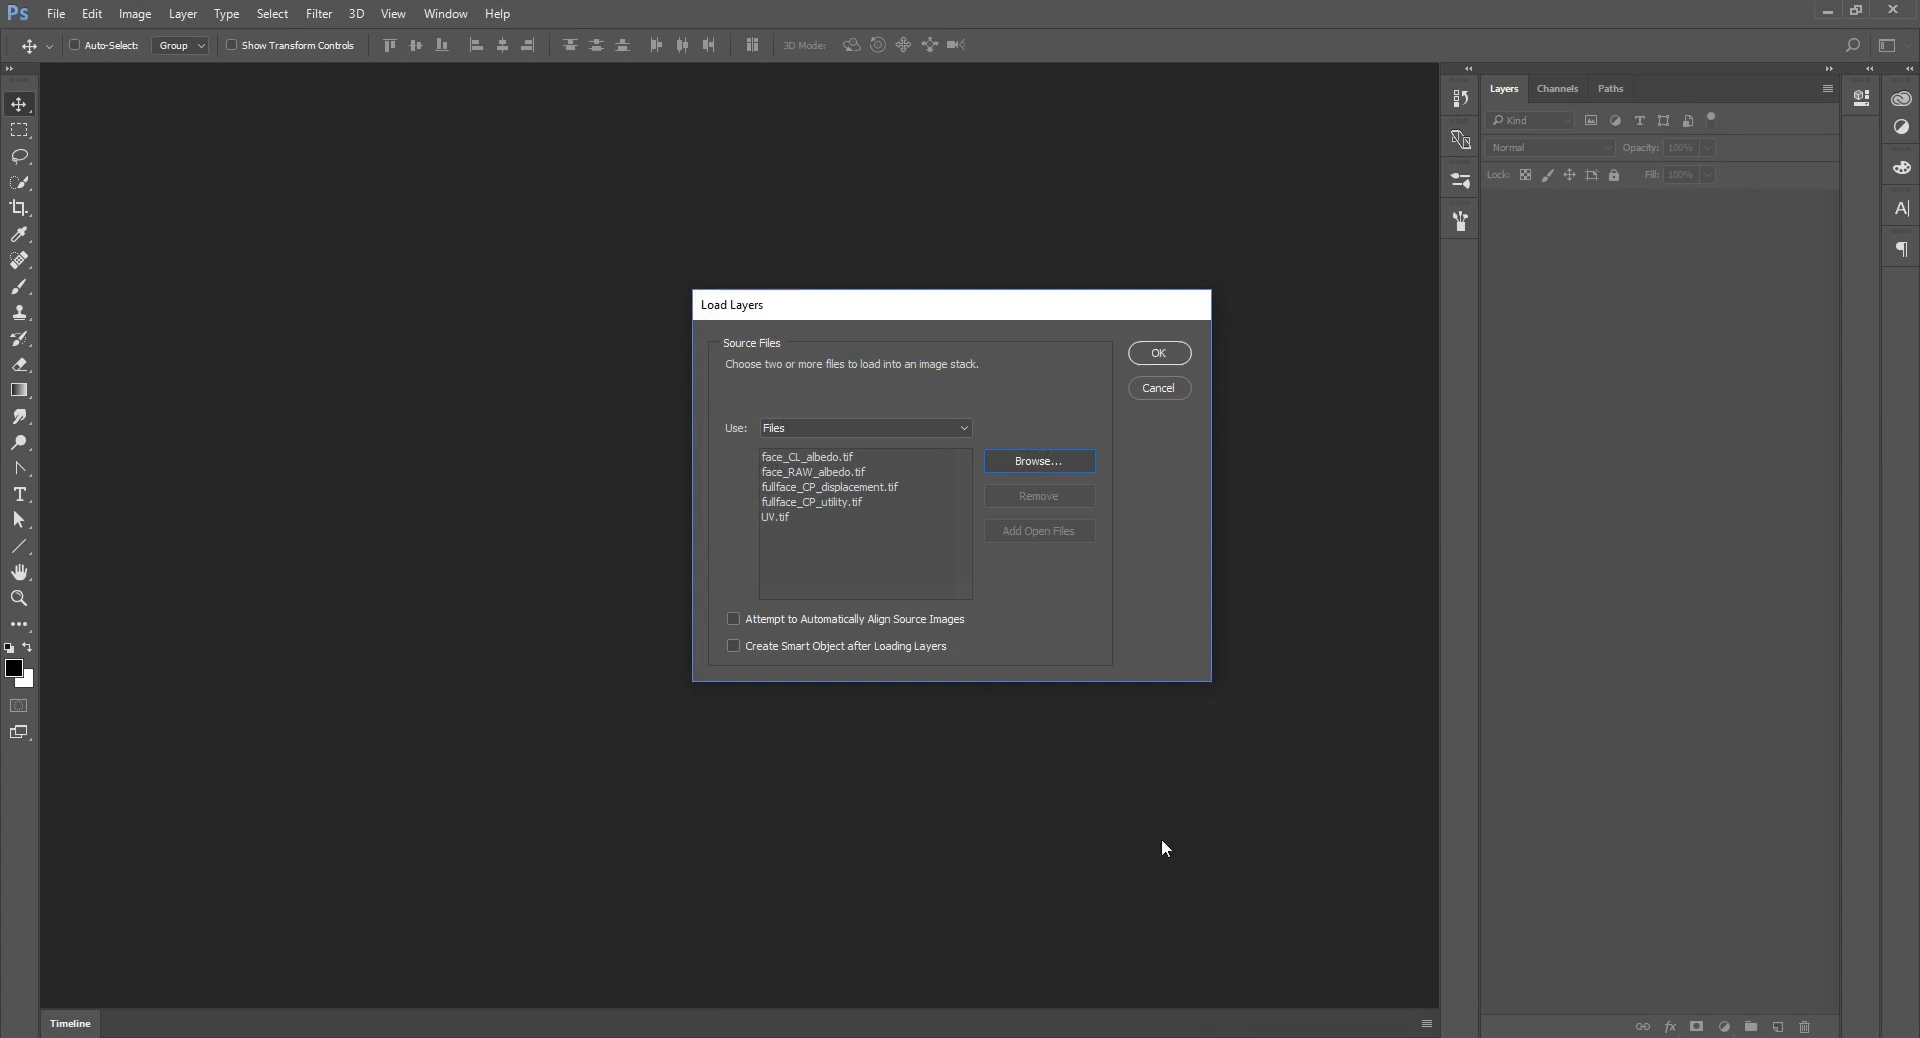 Ps File Edit Image Layer Type Select Filter 3D View Window Help
Auto-Select: Group Show Transform Controls 3D Mode:
Layers Channels Paths
Kind
Normal Opacity: 100%
Lock: Fill: 100%
Load Layers
Source Files
Choose two or more files to load into an image stack.
OK
Cancel
Use: Files
face_CL_albedo.tif
face_RAW_albedo.tif
fullface_CP_displacement.tif
fullface_CP_utility.tif
UV.tif
Browse...
Remove
Add Open Files
Attempt to Automatically Align Source Images
Create Smart Object after Loading Layers
Timeline